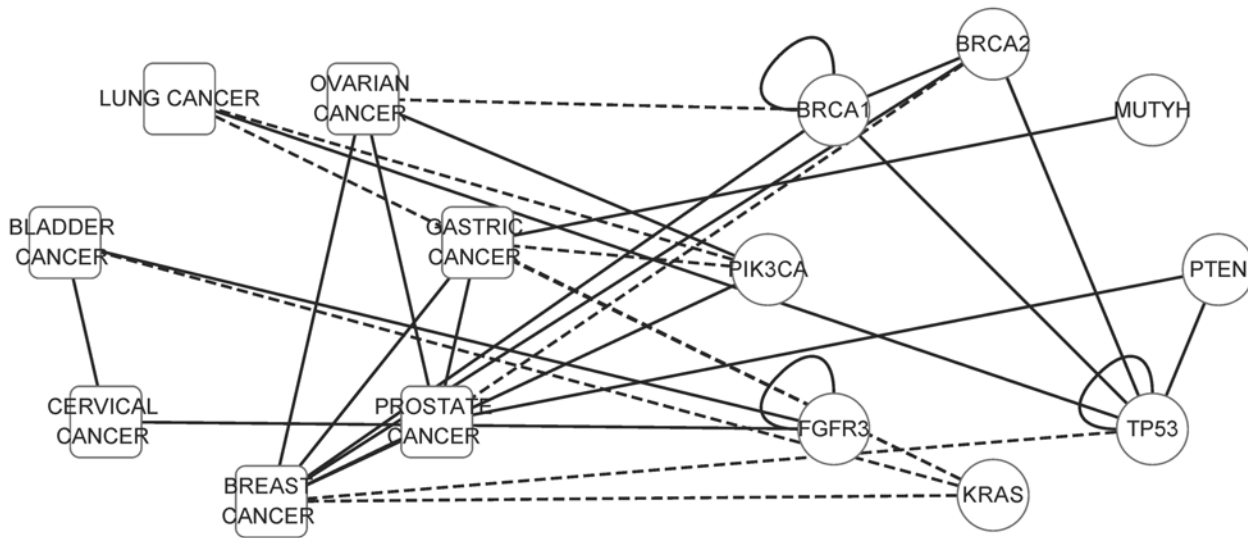 BRCA2
LUNG CANCER
OVARIAN
CANCER
BRCA1
MUTYH
BLADDER
CANCER
GASTRIC
CANCER
PIK3CA
PTEN
CERVICAL
CANCER
PROSTATE
CANCER
FGFR3
TP53
BREAST
CANCER
KRAS